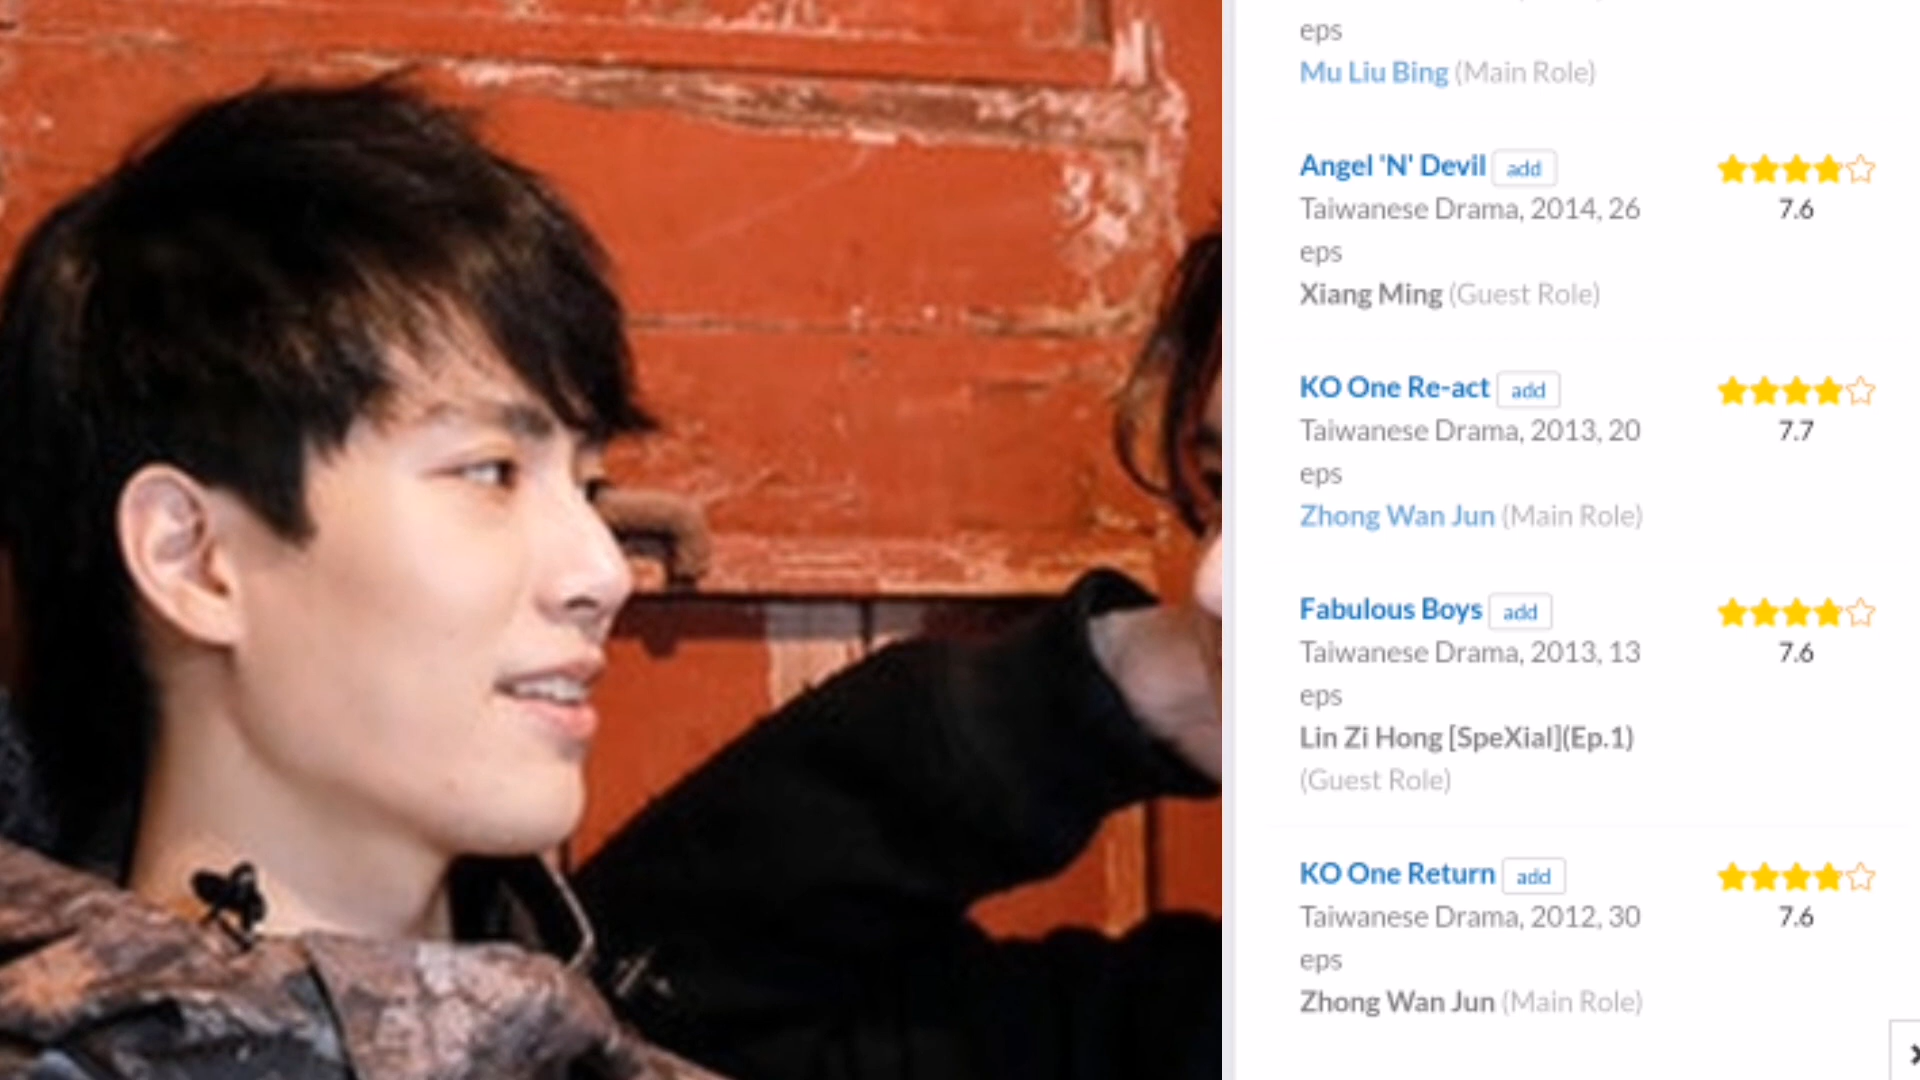 eps
Mu Liu Bing (Main Role)
Angel 'N' Devil add
Taiwanese Drama, 2014, 26
7.6
eps
Xiang Ming (Guest Role)
KO One Re-act add
Taiwanese Drama, 2013, 20
7.7
eps
Zhong Wan Jun (Main Role)
Fabulous Boys add
Taiwanese Drama, 2013, 13
7.6
eps
Lin Zi Hong [SpeXial](Ep.1)
(Guest Role)
KO One Return add
Taiwanese Drama, 2012, 30
7.6
eps
Zhong Wan Jun (Main Role)